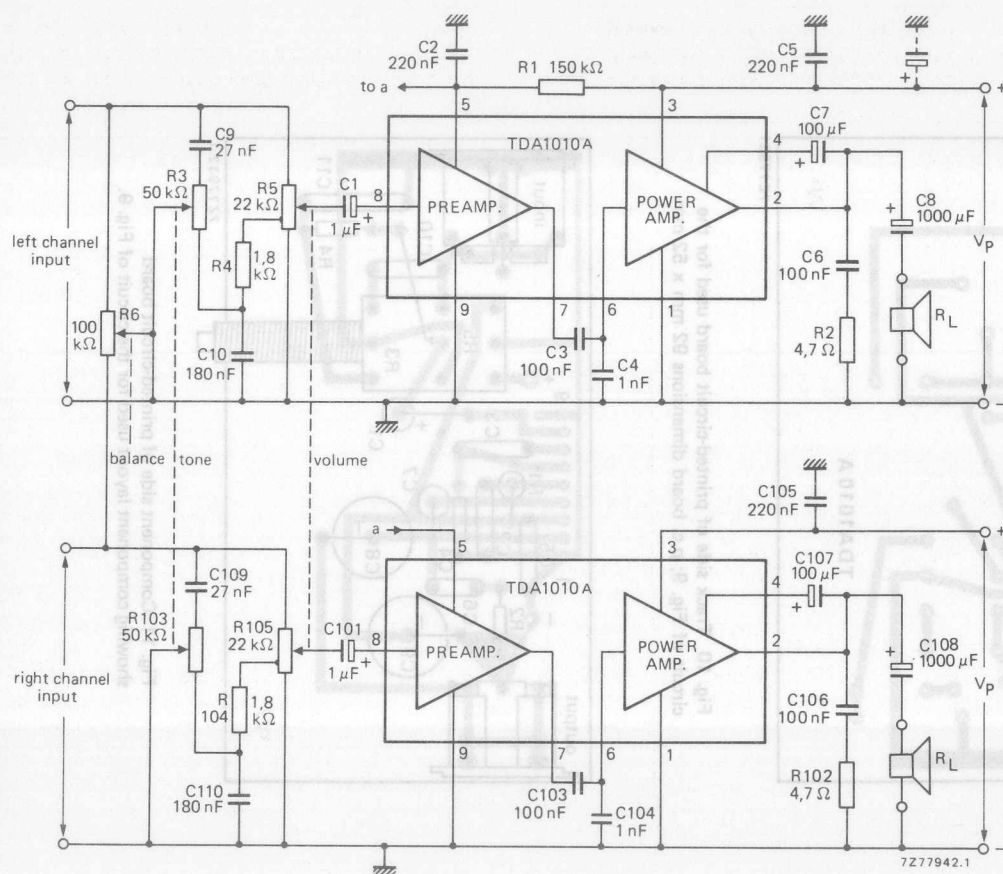 C2
220 nF
R1 150 kΩ
C5
220 nF
+
to a
5
3
+
C7
100 µF
4
+
C9
27 nF
TDA1010A
R3
50 kΩ
R5
22 kΩ
C1
8
+
1 µF
PREAMP.
POWER
AMP.
2
+
C8
1000 µF
left channel
input
R4
1,8
kΩ
C6
100 nF
VP
R6
100
kΩ
9
7
6
1
RL
C10
180 nF
C3
100 nF
C4
1 nF
R2
4,7 Ω
–
balance
tone
volume
C105
220 nF
a
5
3
+
C107
100 µF
4
+
C109
27 nF
TDA1010A
R103
50 kΩ
R105
22 kΩ
C101
8
+
1 µF
PREAMP.
POWER
AMP.
2
+
C108
1000 µF
right channel
input
R
104
1,8
kΩ
C106
100 nF
VP
9
7
6
1
RL
C110
180 nF
C103
100 nF
C104
1 nF
R102
4,7 Ω
–
7Z77942.1